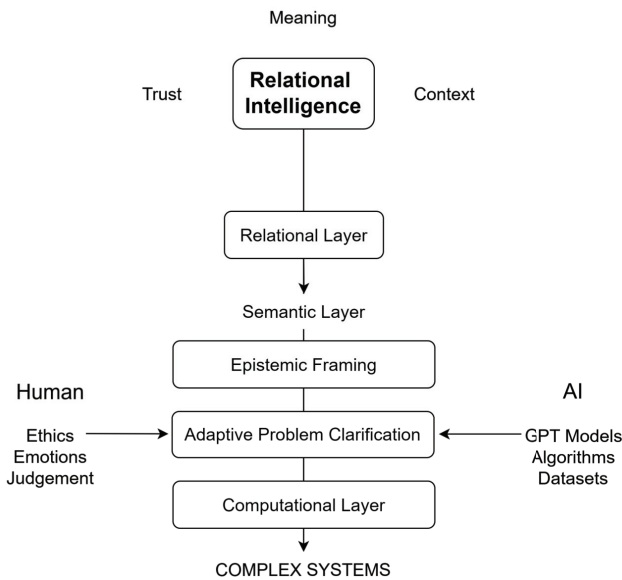 Meaning
Trust
Relational
Intelligence
Context
Relational Layer
Semantic Layer
Epistemic Framing
Human
AI
Adaptive Problem Clarification
Ethics
Emotions
Judgement
GPT Models
Algorithms
Datasets
Computational Layer
COMPLEX SYSTEMS